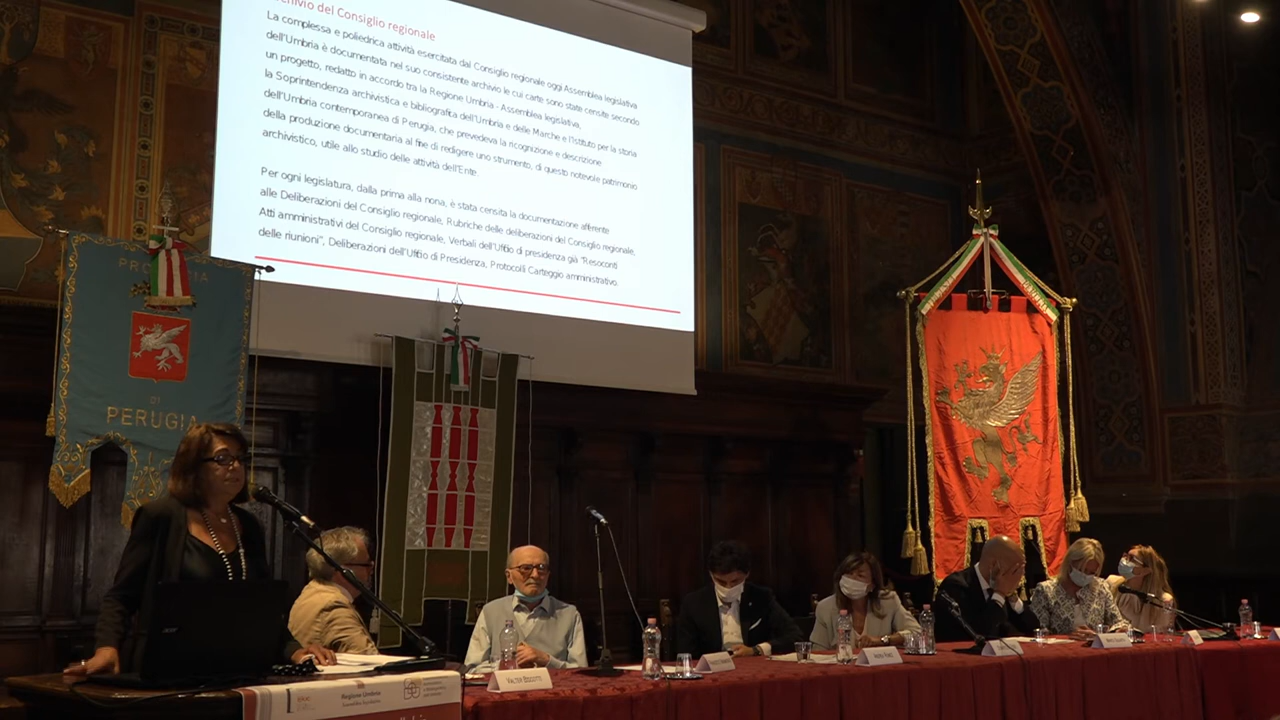 chivio del Consiglio regionale
La complessa e poliedrica attività esercitata dal Consiglio regionale oggi Assemblea legislativa
dell'Umbria è documentata nel suo consistente archivio le cui carte sono state censite secondo
un progetto, redatto in accordo tra la Regione Umbria - Assemblea legislativa,
la Soprintendenza archivistica e bibliografica dell'Umbria e delle Marche e l'Istituto per la storia
dell'Umbria contemporanea di Perugia, che prevedeva la ricognizione e descrizione
della produzione documentaria al fine di redigere uno strumento, di questo notevole patrimonio
archivistico, utile allo studio delle attività dell'Ente.
Per ogni legislatura, dalla prima alla nona, è stata censita la documentazione afferente
alle Deliberazioni del Consiglio regionale, Rubriche delle deliberazioni del Consiglio regionale,
Atti amministrativi del Consiglio regionale, Verbali dell'Ufficio di presidenza già "Resoconti
delle riunioni", Deliberazioni dell'Ufficio di Presidenza, Protocolli Carteggio amministrativo.
DI
PERUGIA
VALTER BISCOTTI
Regione Umbria
Assemblea legislativa